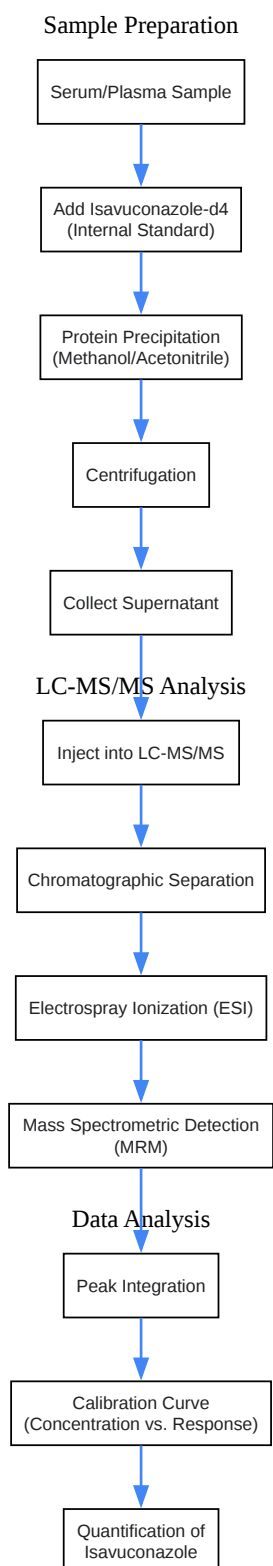 Sample Preparation
Serum/Plasma Sample
Add Isavuconazole-d4
(Internal Standard)
Protein Precipitation
(Methanol/Acetonitrile)
Centrifugation
Collect Supernatant
LC-MS/MS Analysis
Inject into LC-MS/MS
Chromatographic Separation
Electrospray Ionization (ESI)
Mass Spectrometric Detection
(MRM)
Data Analysis
Peak Integration
Calibration Curve
(Concentration vs. Response)
Quantification of
Isavuconazole